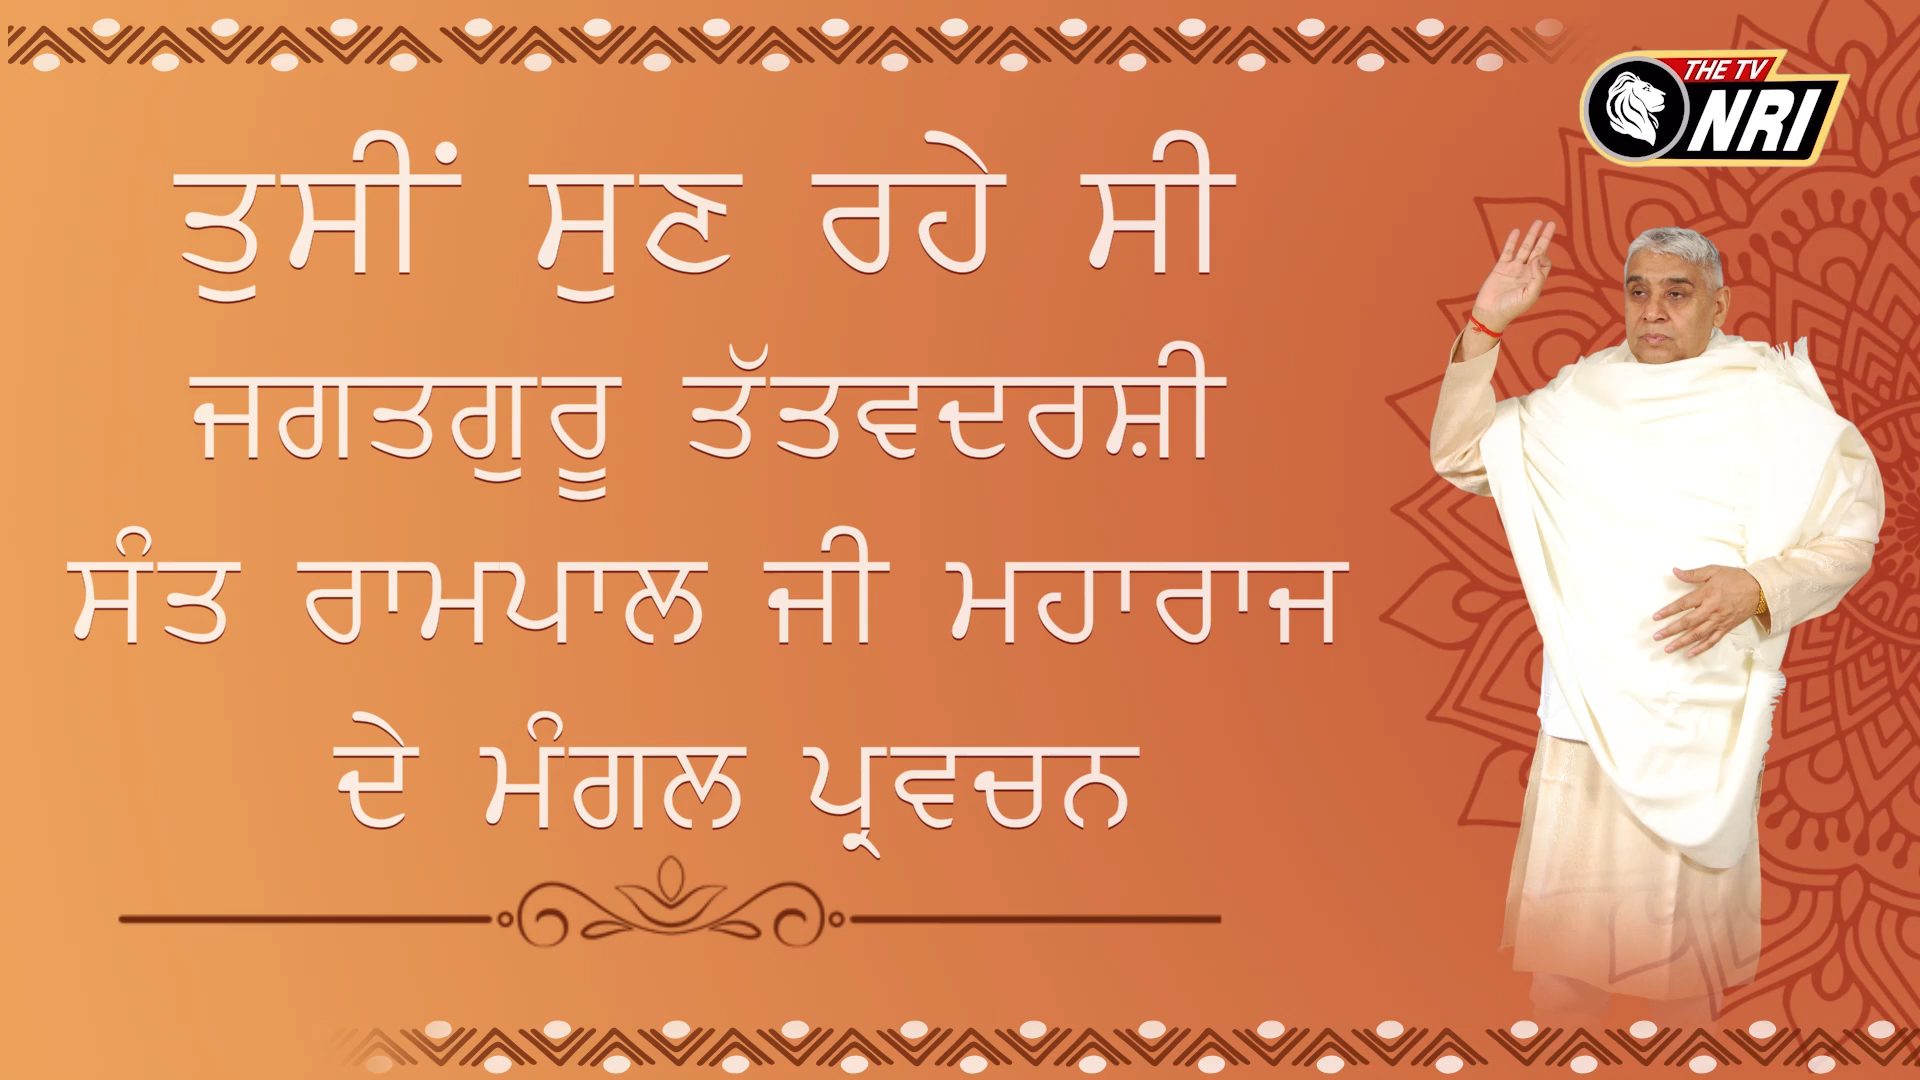 THE TV
NRI
ਤੁਸੀਂ ਸੁਣ ਰਹੇ ਸੀ
ਜਗਤਗੁਰੂ ਤੱਤਵਦਰਸ਼ੀ
ਸੰਤ ਰਾਮਪਾਲ ਜੀ ਮਹਾਰਾਜ
ਦੇ ਮੰਗਲ ਪ੍ਰਵਚਨ